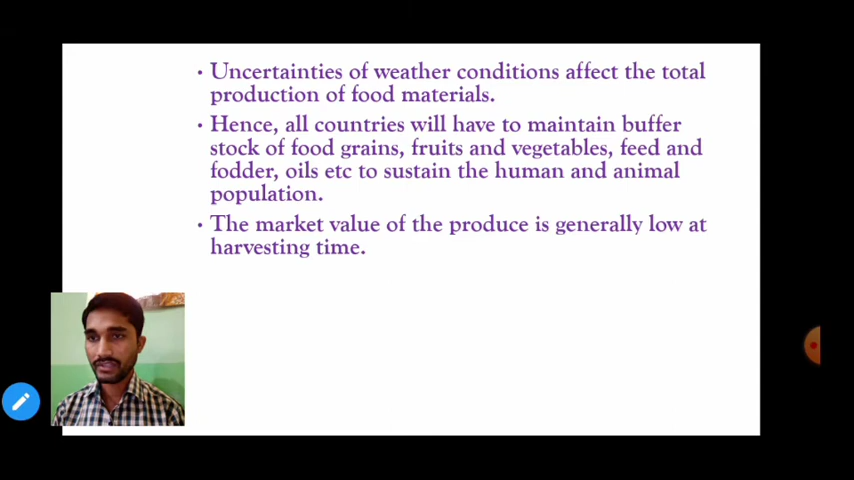 • Uncertainties of weather conditions affect the total
production of food materials.
• Hence, all countries will have to maintain buffer
stock of food grains, fruits and vegetables, feed and
fodder, oils etc to sustain the human and animal
population.
• The market value of the produce is generally low at
harvesting time.